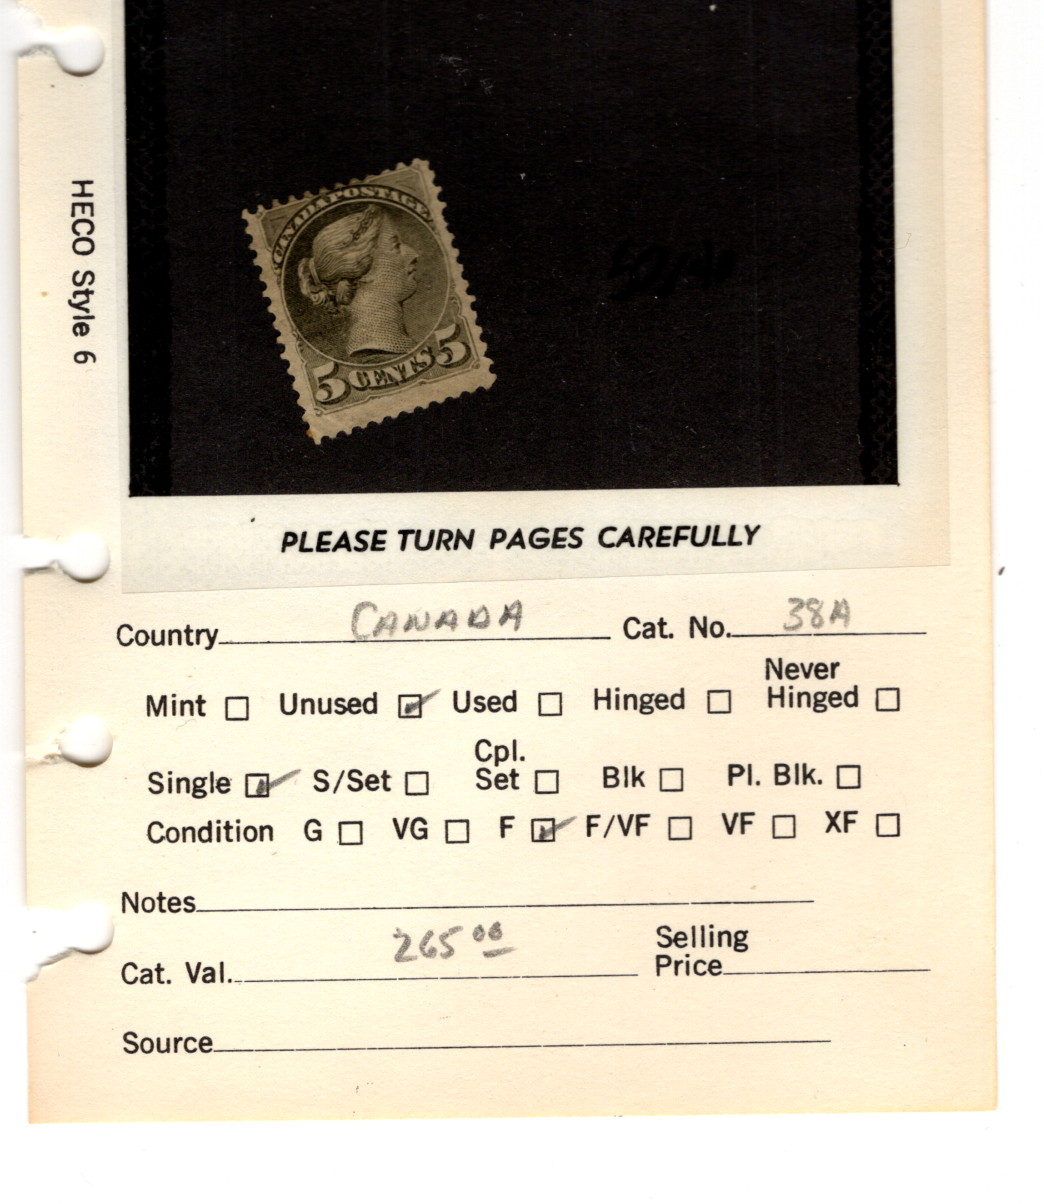 HECO Style 6
CANADA POSTAGE
5 CENTS 5
PLEASE TURN PAGES CAREFULLY
Country CANADA Cat. No. 38A
Mint Unused Used Hinged Never Hinged
Single S/Set Cpl. Set Blk Pl. Blk.
Condition G VG F F/VF VF XF
Notes
Cat. Val. 265.00 Selling Price
Source